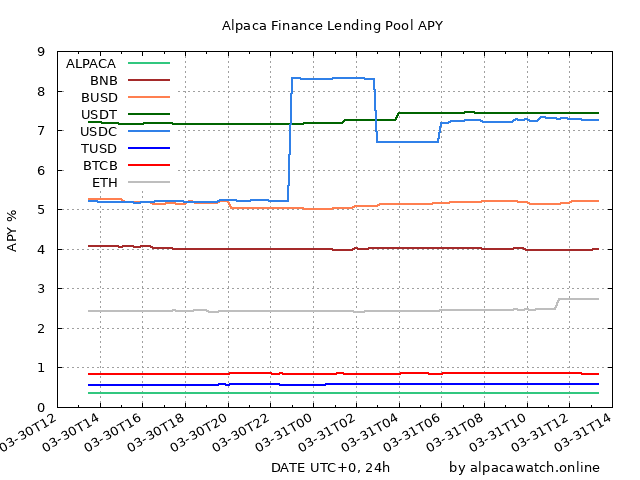 Alpaca Finance Lending Pool APY
9
8
7
6
5
4
3
2
1
0
APY %
ALPACA
BNB
BUSD
USDT
USDC
TUSD
BTCB
ETH
03-30T12
03-30T14
03-30T16
03-30T18
03-30T20
03-30T22
03-31T00
03-31T02
03-31T04
03-31T06
03-31T08
03-31T10
03-31T12
03-31T14
DATE UTC+0, 24h
by alpacawatch.online